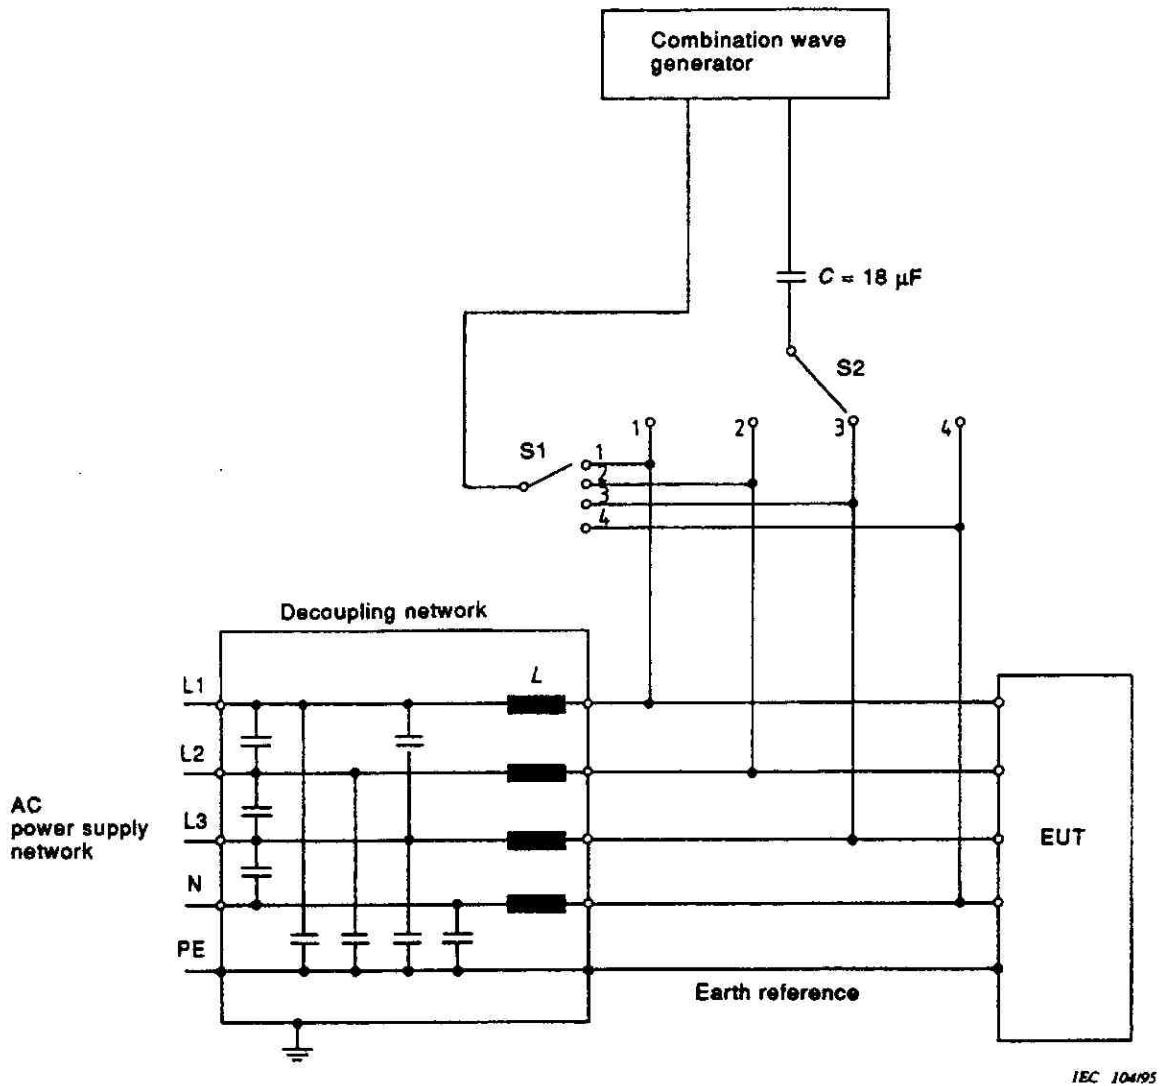 Combination wave
generator
C = 18 µF
S2
1 2 3 4
S1
1
2
3
4
Decoupling network
L
L1
L2
AC
power supply
network
L3
N
PE
EUT
Earth reference
IEC 104/95